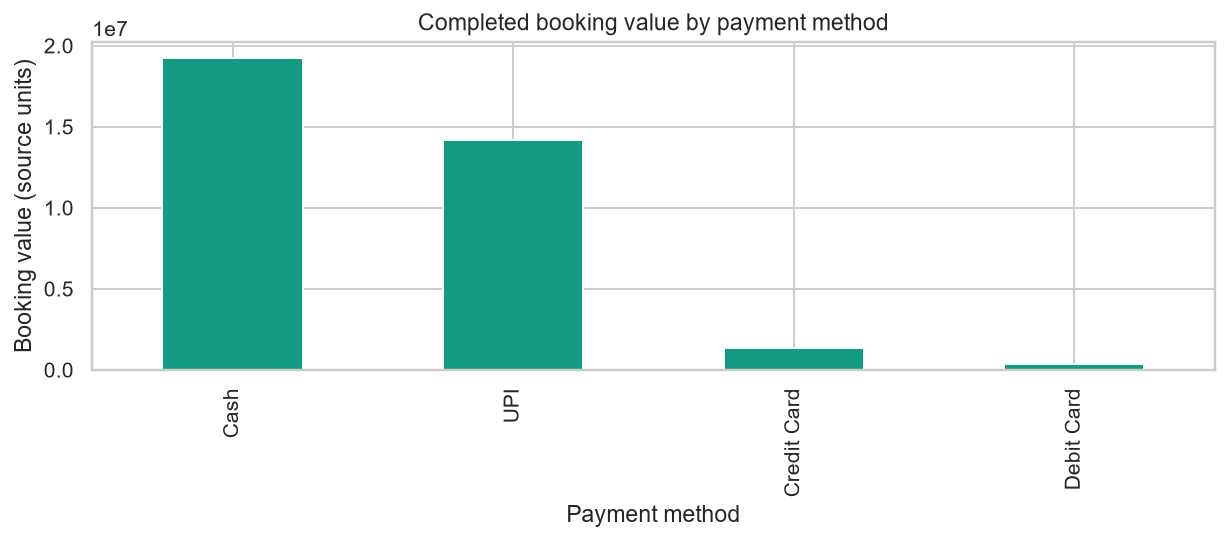 Completed booking value by payment method
1e7
2.0
1.5
1.0
0.5
0.0
Booking value (source units)
Cash
UPI
Credit Card
Debit Card
Payment method